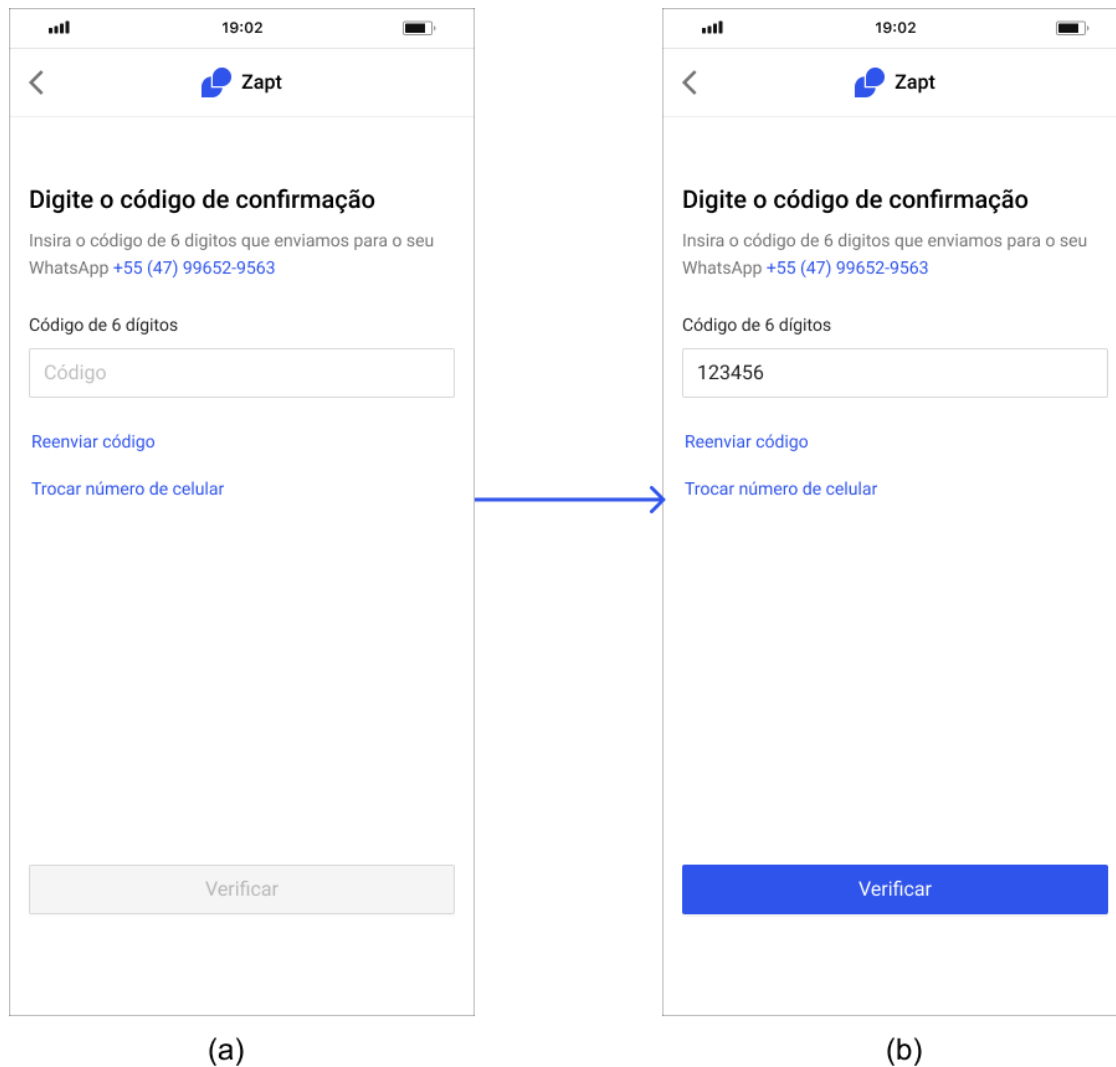 19:02
Zapt
Digite o código de confirmação
Insira o código de 6 digitos que enviamos para o seu
WhatsApp +55 (47) 99652-9563
Código de 6 dígitos
Código
Reenviar código
Trocar número de celular
Verificar
(a)
19:02
Zapt
Digite o código de confirmação
Insira o código de 6 digitos que enviamos para o seu
WhatsApp +55 (47) 99652-9563
Código de 6 dígitos
123456
Reenviar código
Trocar número de celular
Verificar
(b)